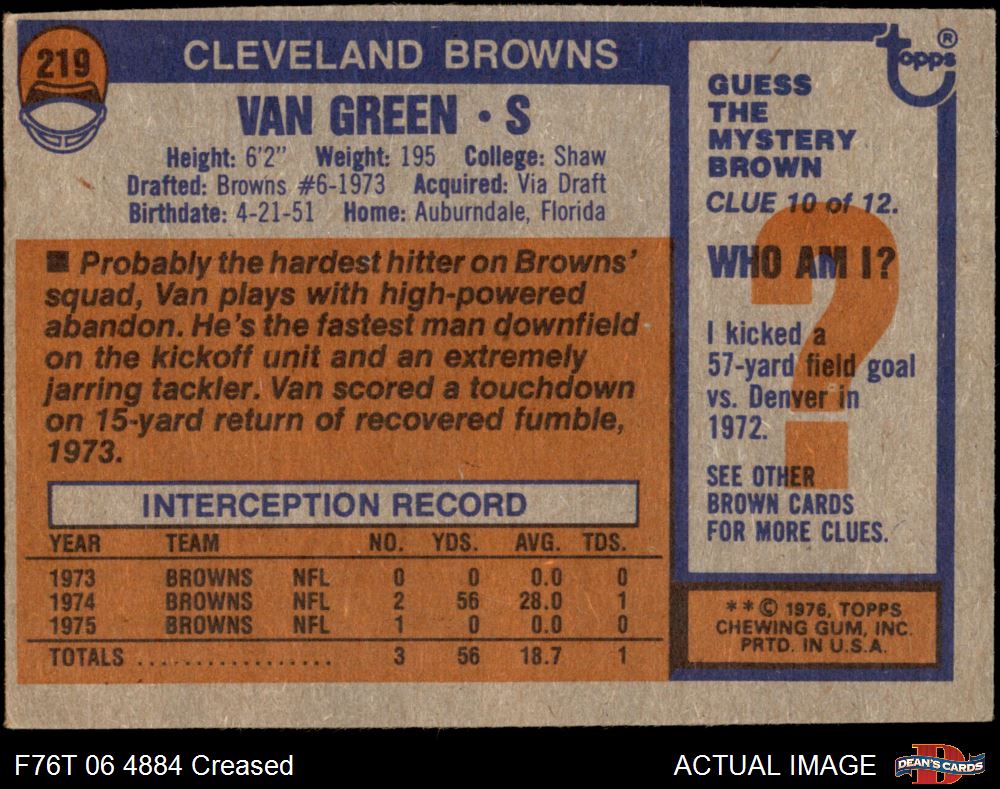 219
CLEVELAND BROWNS
VAN GREEN • S
Height: 6'2" Weight: 195 College: Shaw
Drafted: Browns #6-1973 Acquired: Via Draft
Birthdate: 4-21-51 Home: Auburndale, Florida
■ Probably the hardest hitter on Browns'
squad, Van plays with high-powered
abandon. He's the fastest man downfield
on the kickoff unit and an extremely
jarring tackler. Van scored a touchdown
on 15-yard return of recovered fumble,
1973.
INTERCEPTION RECORD
YEAR TEAM NO. YDS. AVG. TDS.
1973 BROWNS NFL 0 0 0.0 0
1974 BROWNS NFL 2 56 28.0 1
1975 BROWNS NFL 1 0 0.0 0
TOTALS .................. 3 56 18.7 1
topps®
GUESS
THE
MYSTERY
BROWN
CLUE 10 of 12.
WHO AM I?
?
I kicked a
57-yard field goal
vs. Denver in
1972.
SEE OTHER
BROWN CARDS
FOR MORE CLUES.
**© 1976, TOPPS
CHEWING GUM, INC.
PRTD. IN U.S.A.
F76T 06 4884 Creased
ACTUAL IMAGE
D
DEAN'S CARDS